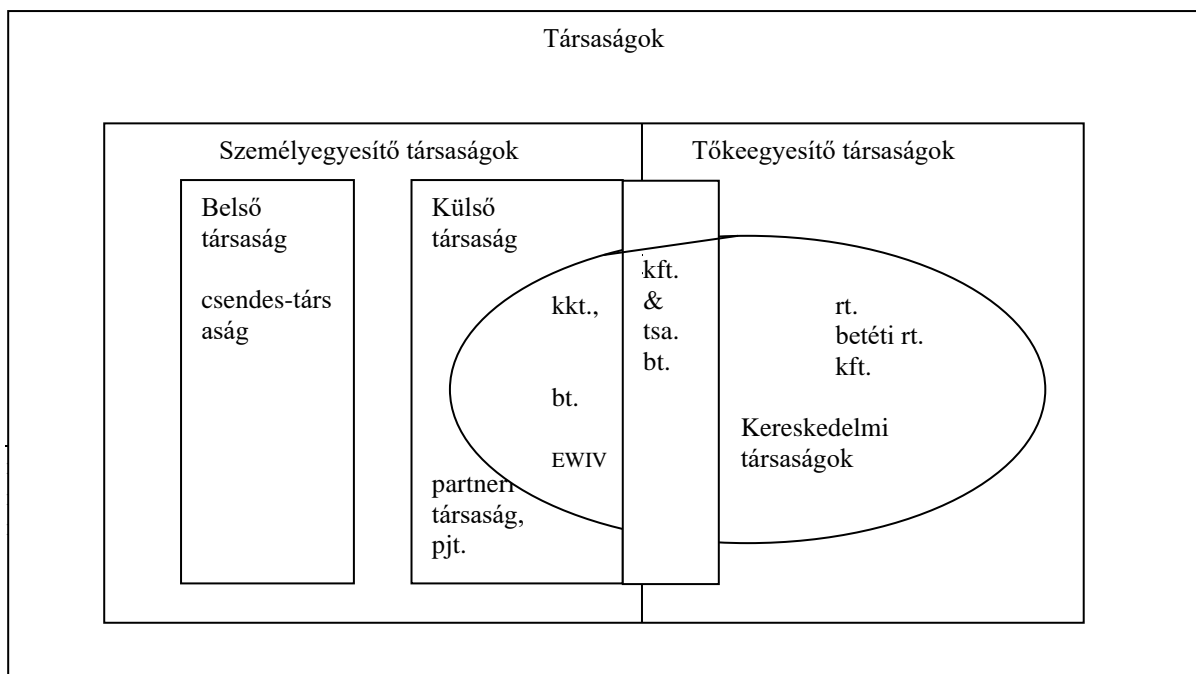 Társaságok
Személyegyesítő társaságok
Tőkeegyesítő társaságok
Belső
társaság
csendes-társ
aság
Külső
társaság
kkt.,
bt.
EWIV
partneri
társaság,
pjt.
kft.
&
tsa.
bt.
rt.
betéti rt.
kft.
Kereskedelmi
társaságok